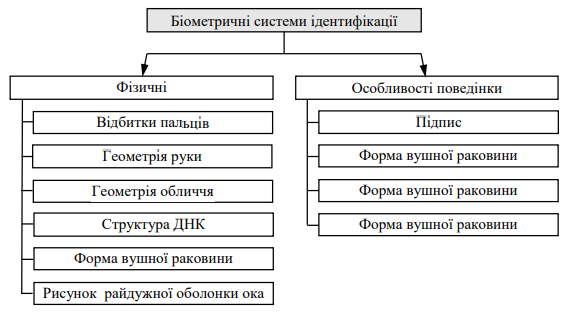 Біометричні системи ідентифікації
Фізичні
Відбитки пальців
Геометрія руки
Геометрія обличчя
Структура ДНК
Форма вушної раковини
Рисунок райдужної оболонки ока
Особливості поведінки
Підпис
Форма вушної раковини
Форма вушної раковини
Форма вушної раковини